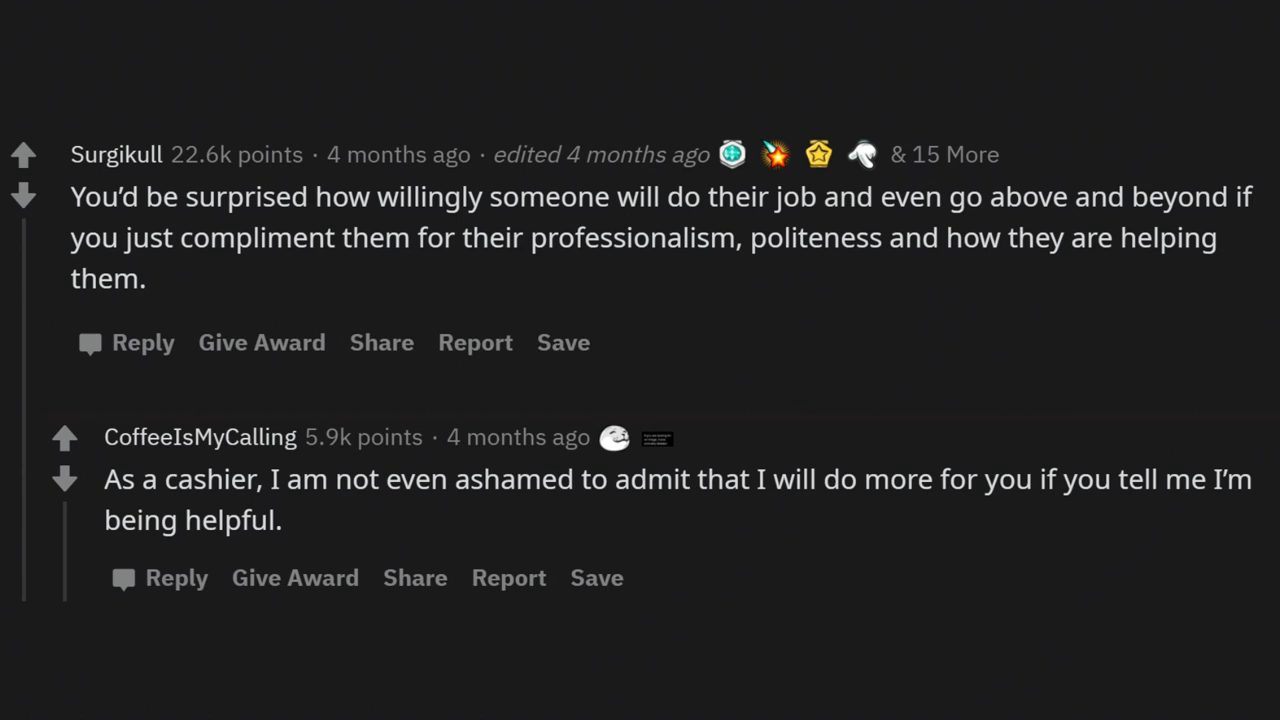 Surgikull 22.6k points · 4 months ago · edited 4 months ago & 15 More
You’d be surprised how willingly someone will do their job and even go above and beyond if
you just compliment them for their professionalism, politeness and how they are helping
them.
Reply Give Award Share Report Save
CoffeeIsMyCalling 5.9k points · 4 months ago
As a cashier, I am not even ashamed to admit that I will do more for you if you tell me I’m
being helpful.
Reply Give Award Share Report Save